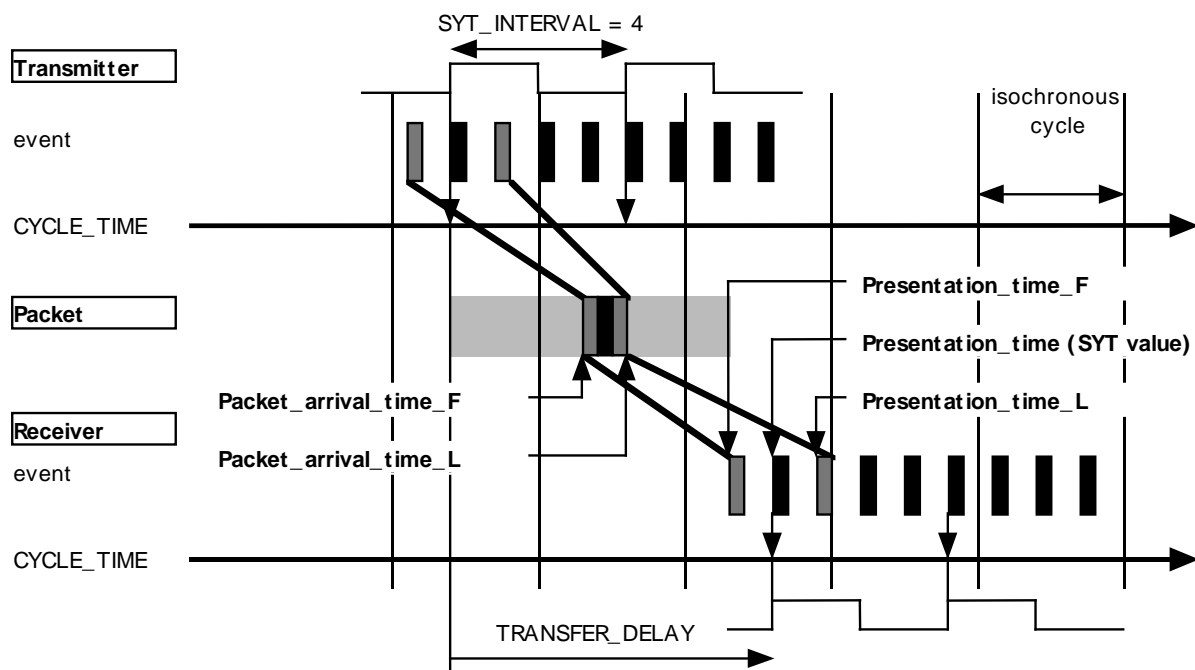 SYT_INTERVAL = 4
Transmitter
isochronous
cycle
event
CYCLE_TIME
Presentation_time_F
Packet
Presentation_time (SYT value)
Packet_arrival_time_F
Presentation_time_L
Receiver
Packet_arrival_time_L
event
CYCLE_TIME
TRANSFER_DELAY